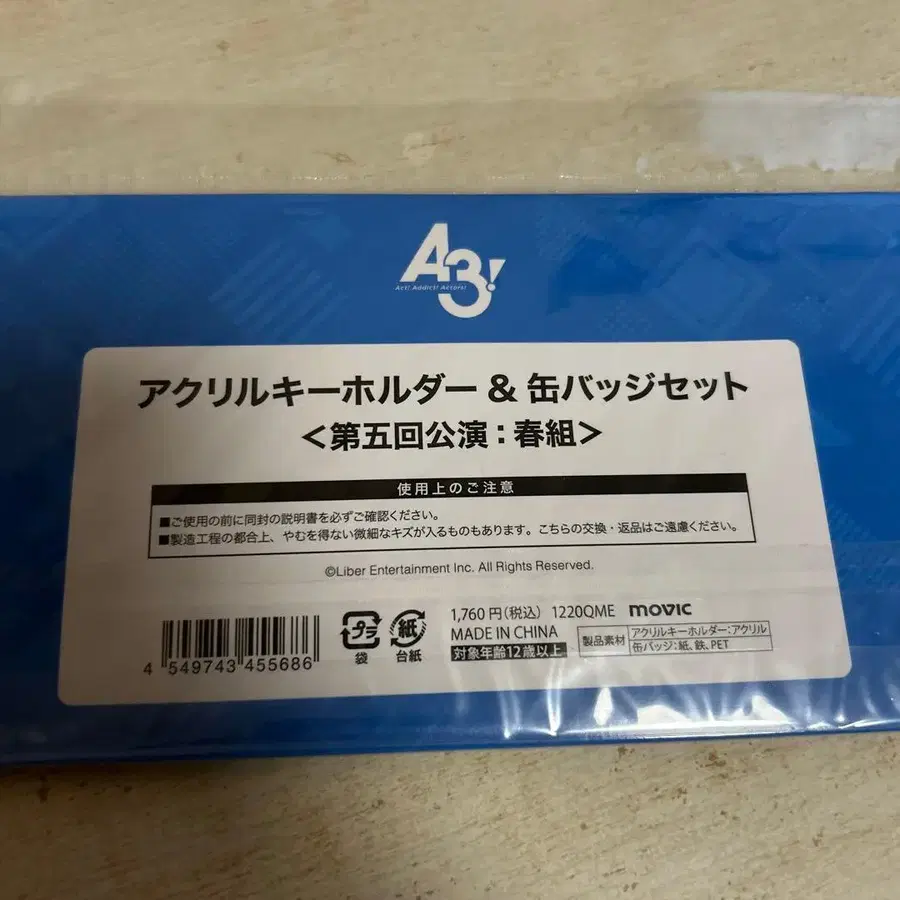 A3!
Act! Addict! Actors!
アクリルキーホルダー & 缶バッジセット
＜第五回公演：春組＞
使用上のご注意
■ご使用の前に同封の説明書を必ずご確認ください。
■製造工程の都合上、やむを得ない微細なキズが入るものもあります。こちらの交換・返品はご遠慮ください。
©Liber Entertainment Inc. All Rights Reserved.
4 549743 455686
プラ
袋
紙
台紙
1,760円(税込) 1220QME movic
MADE IN CHINA
対象年齢12歳以上
製品素材
アクリルキーホルダー：アクリル
缶バッジ：紙、鉄、PET